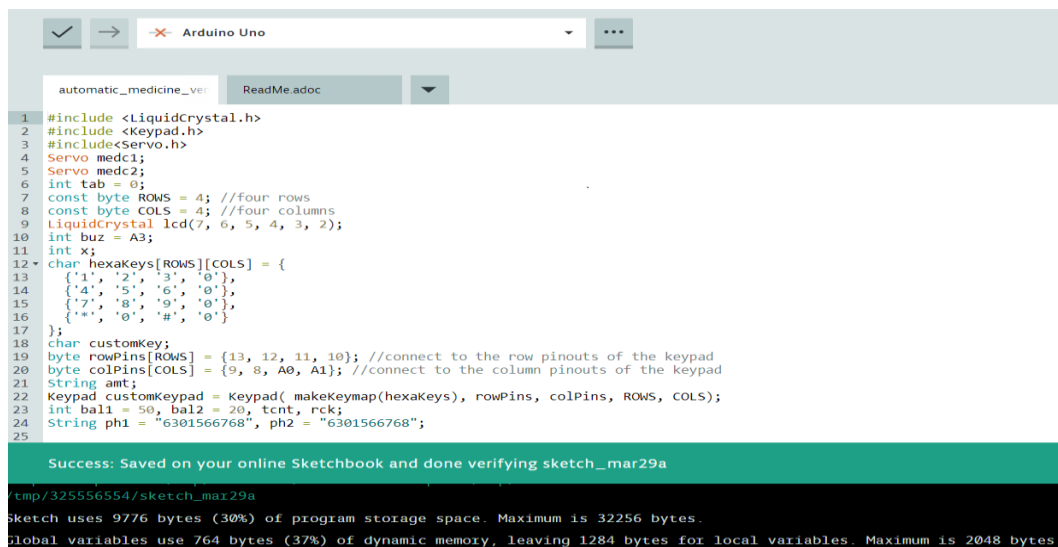 Arduino Uno
automatic_medicine_ver ReadMe.adoc
1 #include <LiquidCrystal.h>
2 #include <Keypad.h>
3 #include<Servo.h>
4 Servo medc1;
5 Servo medc2;
6 int tab = 0;
7 const byte ROWS = 4; //four rows
8 const byte COLS = 4; //four columns
9 LiquidCrystal lcd(7, 6, 5, 4, 3, 2);
10 int buz = A3;
11 int x;
12 char hexaKeys[ROWS][COLS] = {
13 {'1', '2', '3', '0'},
14 {'4', '5', '6', '0'},
15 {'7', '8', '9', '0'},
16 {'*', '0', '#', '0'}
17 };
18 char customKey;
19 byte rowPins[ROWS] = {13, 12, 11, 10}; //connect to the row pinouts of the keypad
20 byte colPins[COLS] = {9, 8, A0, A1}; //connect to the column pinouts of the keypad
21 String amt;
22 Keypad customKeypad = Keypad( makeKeymap(hexaKeys), rowPins, colPins, ROWS, COLS);
23 int bal1 = 50, bal2 = 20, tcnt, rck;
24 String ph1 = "6301566768", ph2 = "6301566768";
25
Success: Saved on your online Sketchbook and done verifying sketch_mar29a
/tmp/325556554/sketch_mar29a
Sketch uses 9776 bytes (30%) of program storage space. Maximum is 32256 bytes.
Global variables use 764 bytes (37%) of dynamic memory, leaving 1284 bytes for local variables. Maximum is 2048 bytes